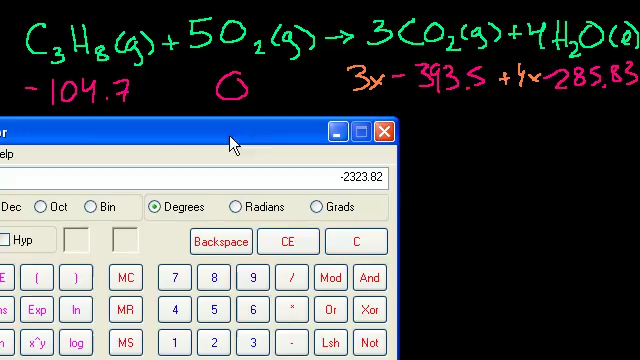 C₃H₈(g) + 5O₂(g) → 3CO₂(g) + 4H₂O(l)
-104.7 0 3x -393.5 + 4x -285.83
or
elp
-2323.82
Dec Oct Bin Degrees Radians Grads
Hyp Backspace CE C
E ( ) MC 7 8 9 / Mod And
ns Exp ln MR 4 5 6 * Or Xor
x^y log MS 1 2 3 - Lsh Not